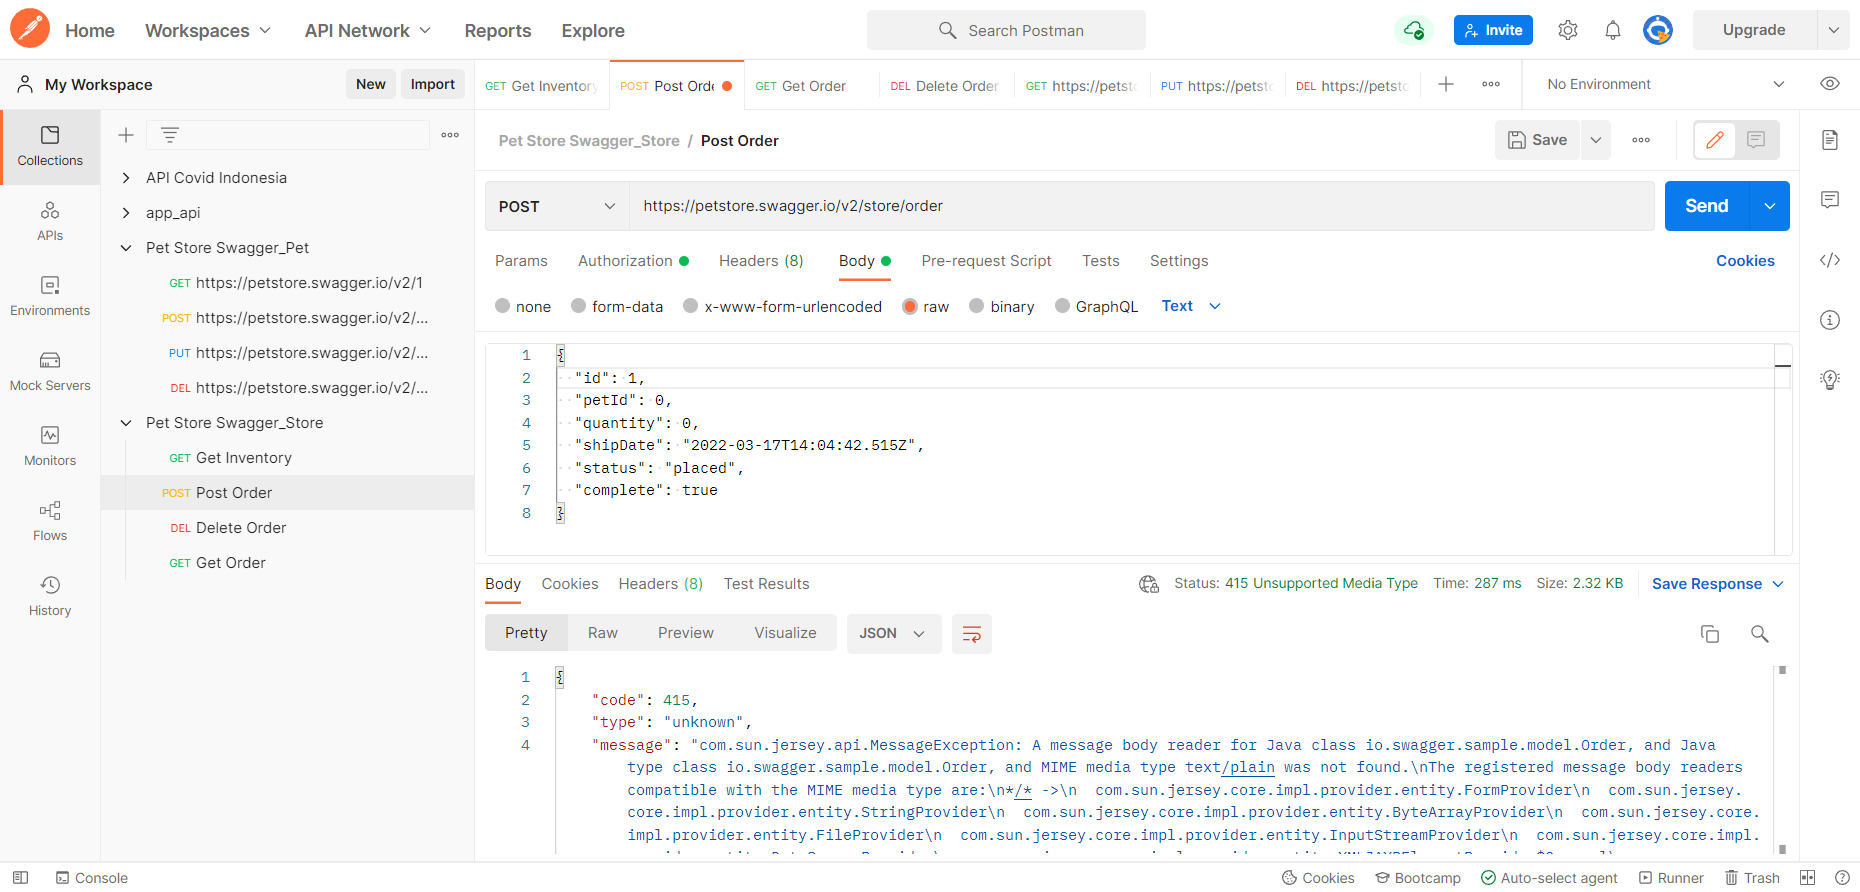 Home Workspaces API Network Reports Explore Search Postman Invite Upgrade
My Workspace New Import
GET Get Inventory POST Post Orde GET Get Order DEL Delete Order GET https://petsto PUT https://petsto DEL https://petsto No Environment
Collections
APIs
Environments
Mock Servers
Monitors
Flows
History
API Covid Indonesia
app_api
Pet Store Swagger_Pet
GET https://petstore.swagger.io/v2/1
POST https://petstore.swagger.io/v2/...
PUT https://petstore.swagger.io/v2/...
DEL https://petstore.swagger.io/v2/...
Pet Store Swagger_Store
GET Get Inventory
POST Post Order
DEL Delete Order
GET Get Order
Pet Store Swagger_Store / Post Order Save
POST https://petstore.swagger.io/v2/store/order Send
Params Authorization Headers (8) Body Pre-request Script Tests Settings Cookies
none form-data x-www-form-urlencoded raw binary GraphQL Text
1 {
2 "id": 1,
3 "petId": 0,
4 "quantity": 0,
5 "shipDate": "2022-03-17T14:04:42.515Z",
6 "status": "placed",
7 "complete": true
8 }
Body Cookies Headers (8) Test Results Status: 415 Unsupported Media Type Time: 287 ms Size: 2.32 KB Save Response
Pretty Raw Preview Visualize JSON
1 {
2 "code": 415,
3 "type": "unknown",
4 "message": "com.sun.jersey.api.MessageException: A message body reader for Java class io.swagger.sample.model.Order, and Java
type class io.swagger.sample.model.Order, and MIME media type text/plain was not found.\nThe registered message body readers
compatible with the MIME media type are:\n*/* ->\n com.sun.jersey.core.impl.provider.entity.FormProvider\n com.sun.jersey.
core.impl.provider.entity.StringProvider\n com.sun.jersey.core.impl.provider.entity.ByteArrayProvider\n com.sun.jersey.core.
impl.provider.entity.FileProvider\n com.sun.jersey.core.impl.provider.entity.InputStreamProvider\n com.sun.jersey.core.impl.
Console Cookies Bootcamp Auto-select agent Runner Trash